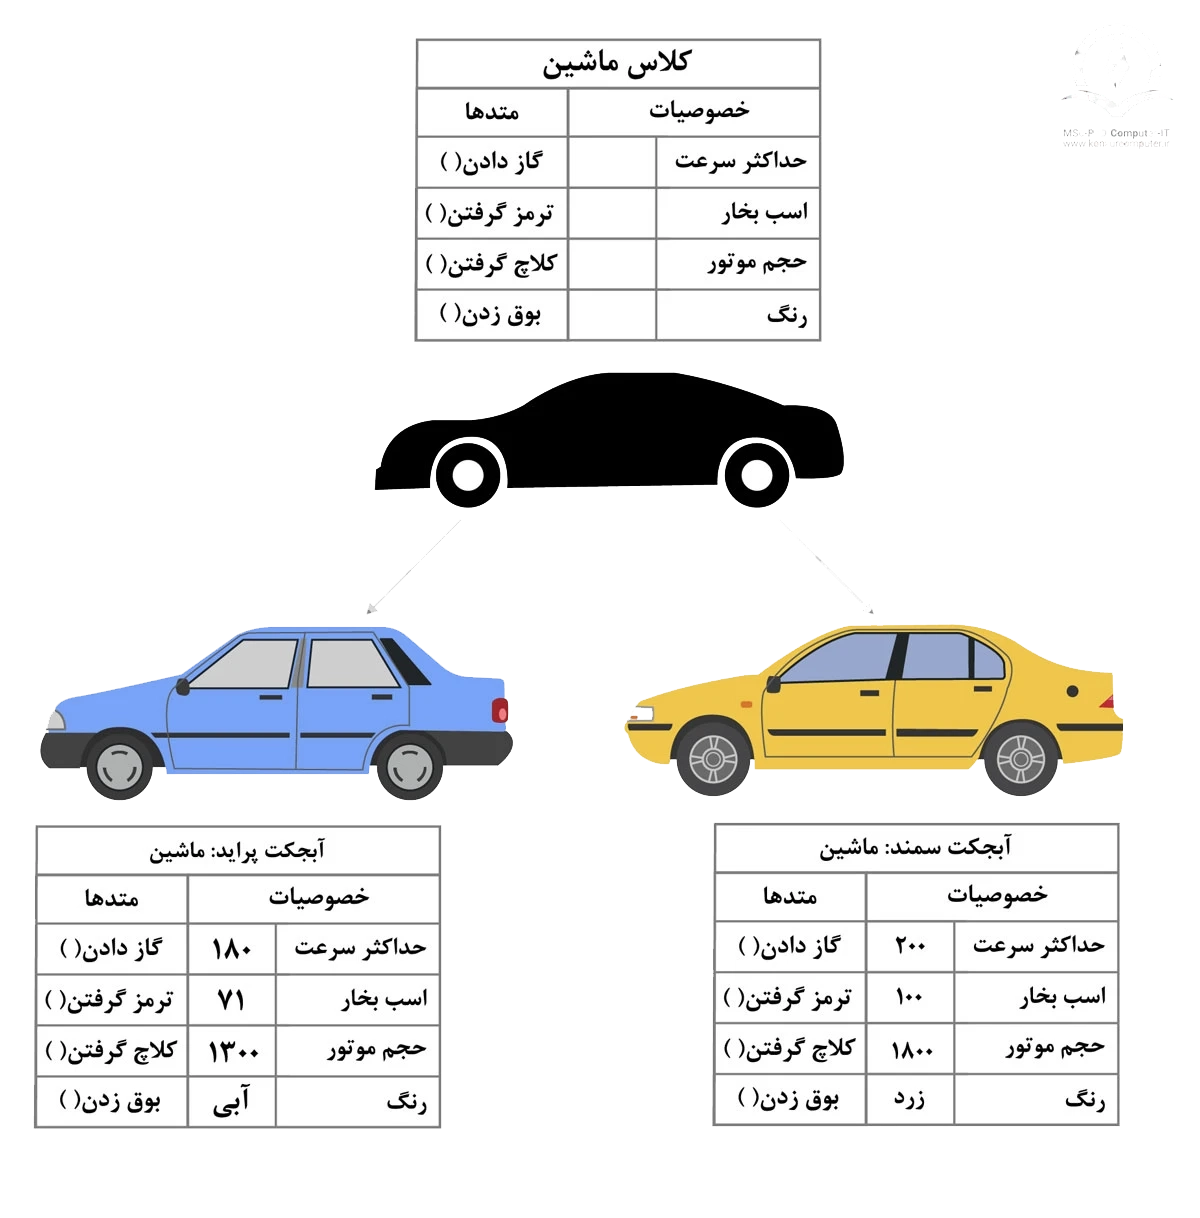 کلاس ماشین
خصوصیات متدها
حداکثر سرعت گاز دادن( )
اسب بخار ترمز گرفتن( )
حجم موتور کلاچ گرفتن( )
رنگ بوق زدن( )
www.konkurcomputer.ir
آبجکت سمند: ماشین
خصوصیات متدها
حداکثر سرعت ۲۰۰ گاز دادن( )
اسب بخار ۱۰۰ ترمز گرفتن( )
حجم موتور ۱۸۰۰ کلاچ گرفتن( )
رنگ زرد بوق زدن( )
آبجکت پراید: ماشین
خصوصیات متدها
حداکثر سرعت ۱۸۰ گاز دادن( )
اسب بخار ۷۱ ترمز گرفتن( )
حجم موتور ۱۳۰۰ کلاچ گرفتن( )
رنگ آبی بوق زدن( )